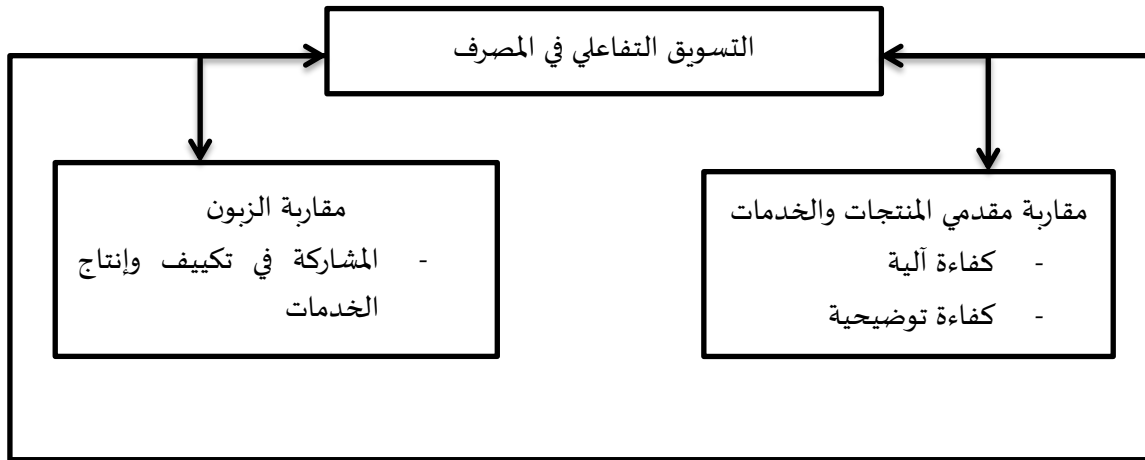 التسويق التفاعلي في المصرف
مقاربة مقدمي المنتجات والخدمات
- كفاءة آلية
- كفاءة توضيحية
مقاربة الزبون
- المشاركة في تكييف وإنتاج
الخدمات